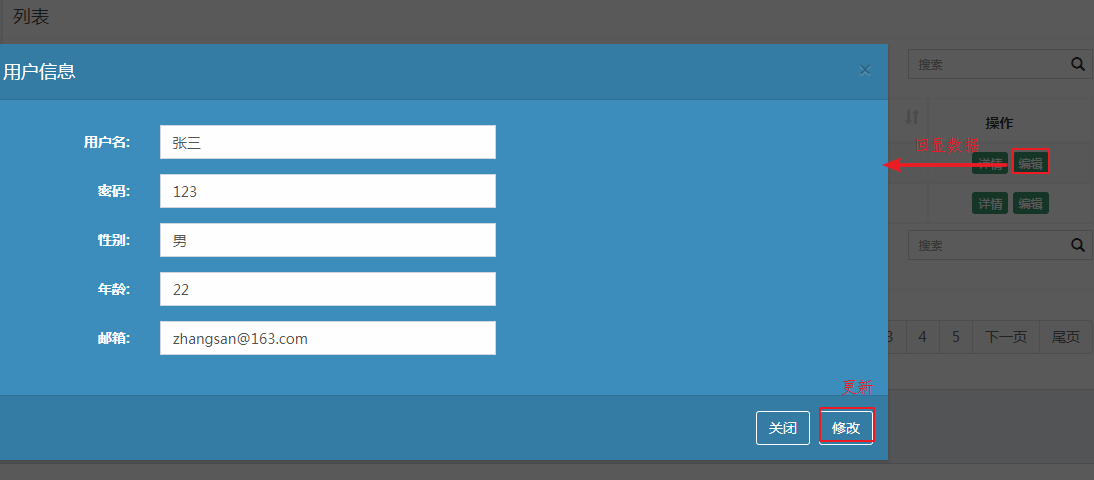 列表
用户信息
×
搜索
操作
回显数据
详情 编辑
详情 编辑
搜索
用户名: 张三
密码: 123
性别: 男
年龄: 22
邮箱: zhangsan@163.com
3 4 5 下一页 尾页
更新
关闭 修改